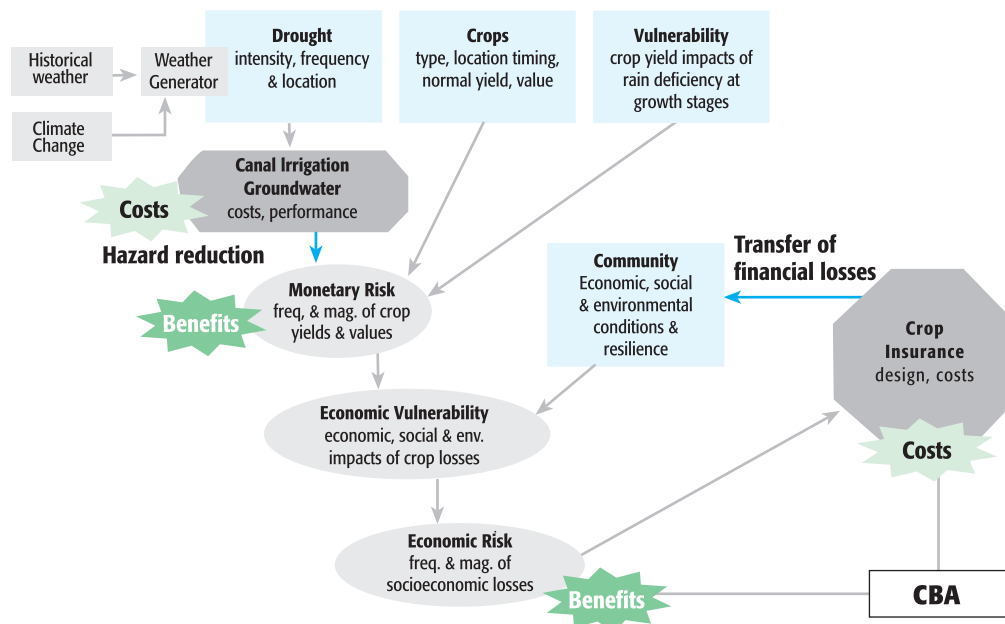 Historical
weather
Weather
Generator
Climate
Change
Drought
intensity, frequency
& location
Crops
type, location timing,
normal yield, value
Vulnerability
crop yield impacts of
rain deficiency at
growth stages
Canal Irrigation
Groundwater
costs, performance
Costs
Hazard reduction
Monetary Risk
freq, & mag. of crop
yields & values
Benefits
Community
Economic, social
& environmental
conditions &
resilience
Transfer of
financial losses
Crop
Insurance
design, costs
Costs
Economic Vulnerability
economic, social & env.
impacts of crop losses
Economic Risk
freq. & mag. of
socioeconomic losses
Benefits
CBA